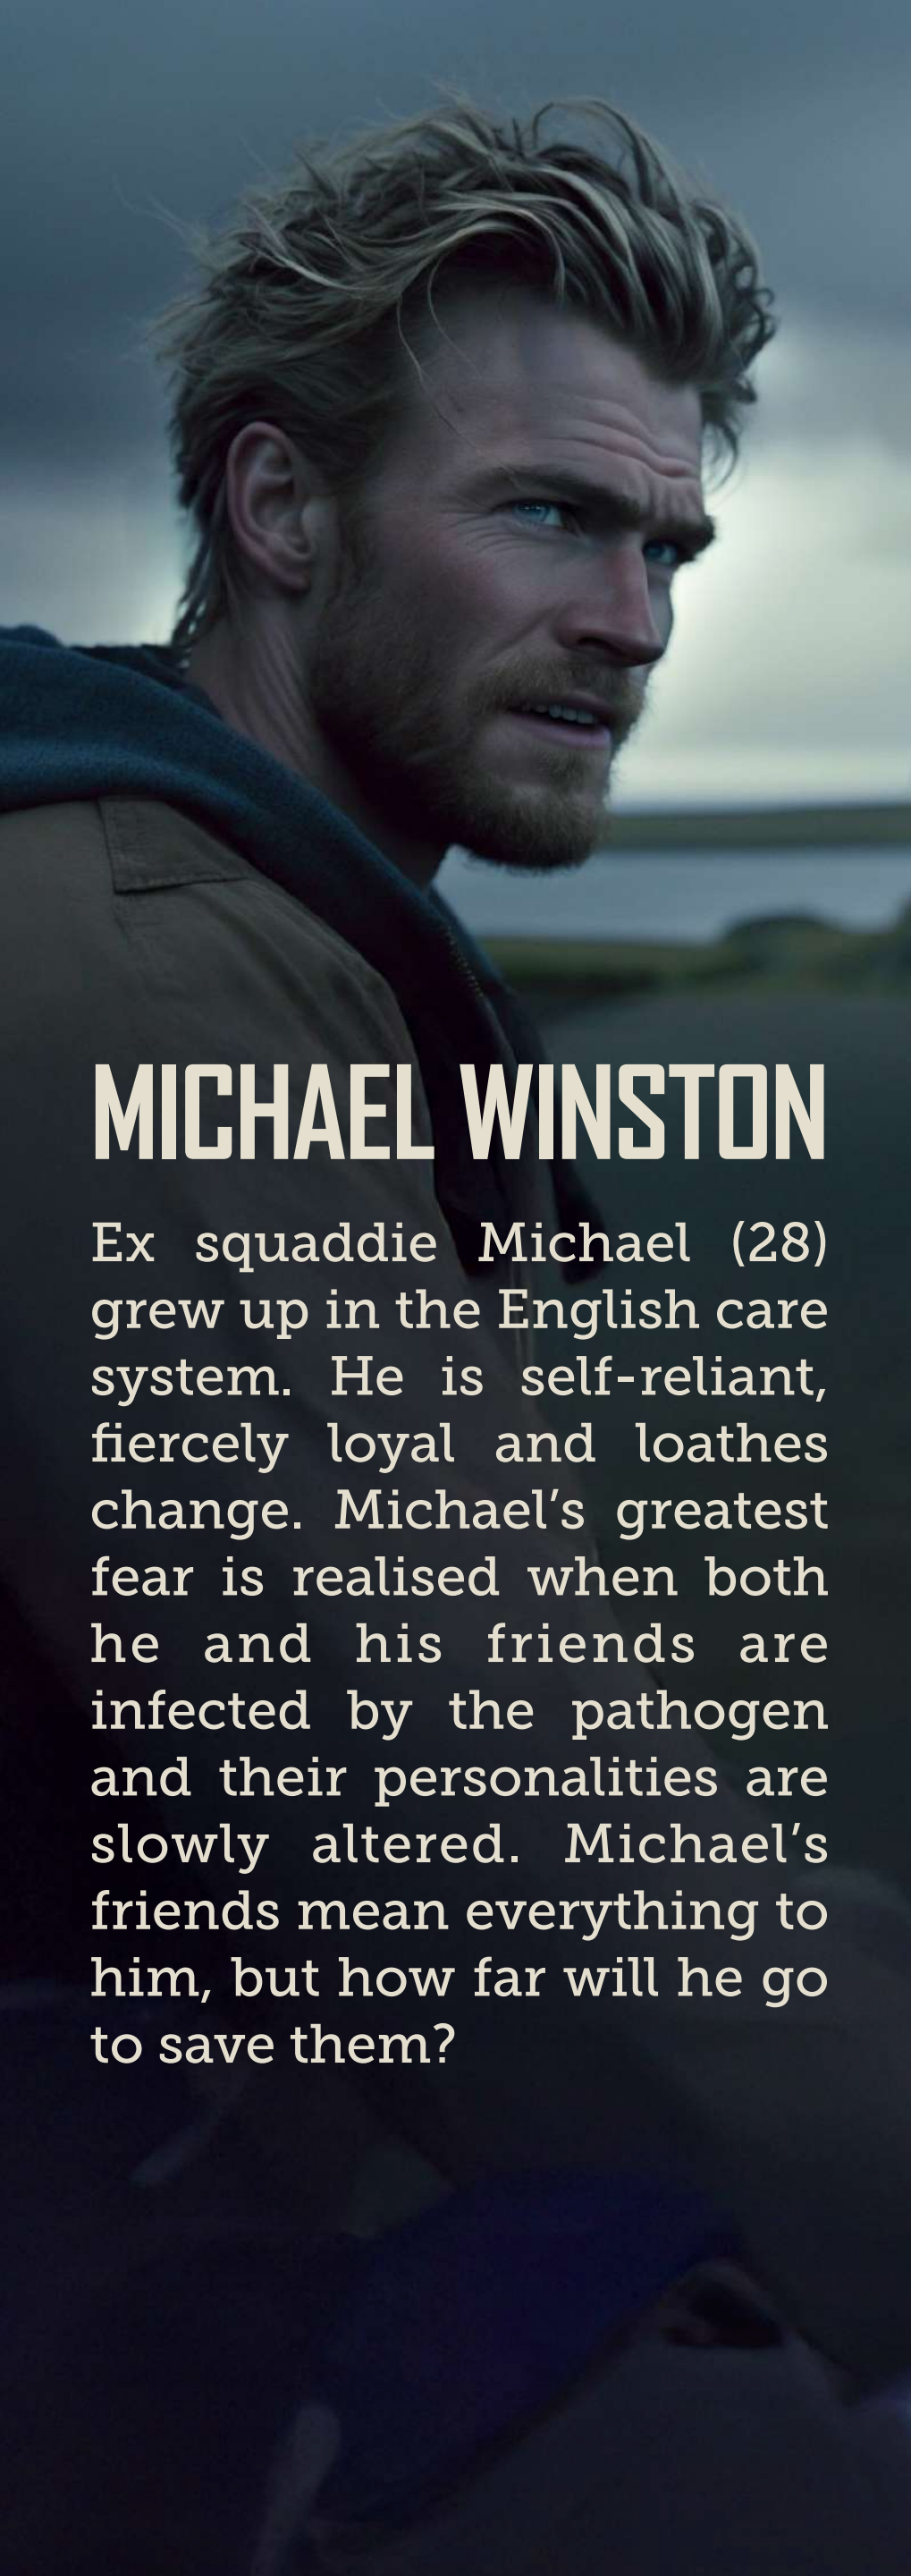 MICHAEL WINSTON
Ex squaddie Michael (28)
grew up in the English care
system. He is self-reliant,
fiercely loyal and loathes
change. Michael’s greatest
fear is realised when both
he and his friends are
infected by the pathogen
and their personalities are
slowly altered. Michael’s
friends mean everything to
him, but how far will he go
to save them?